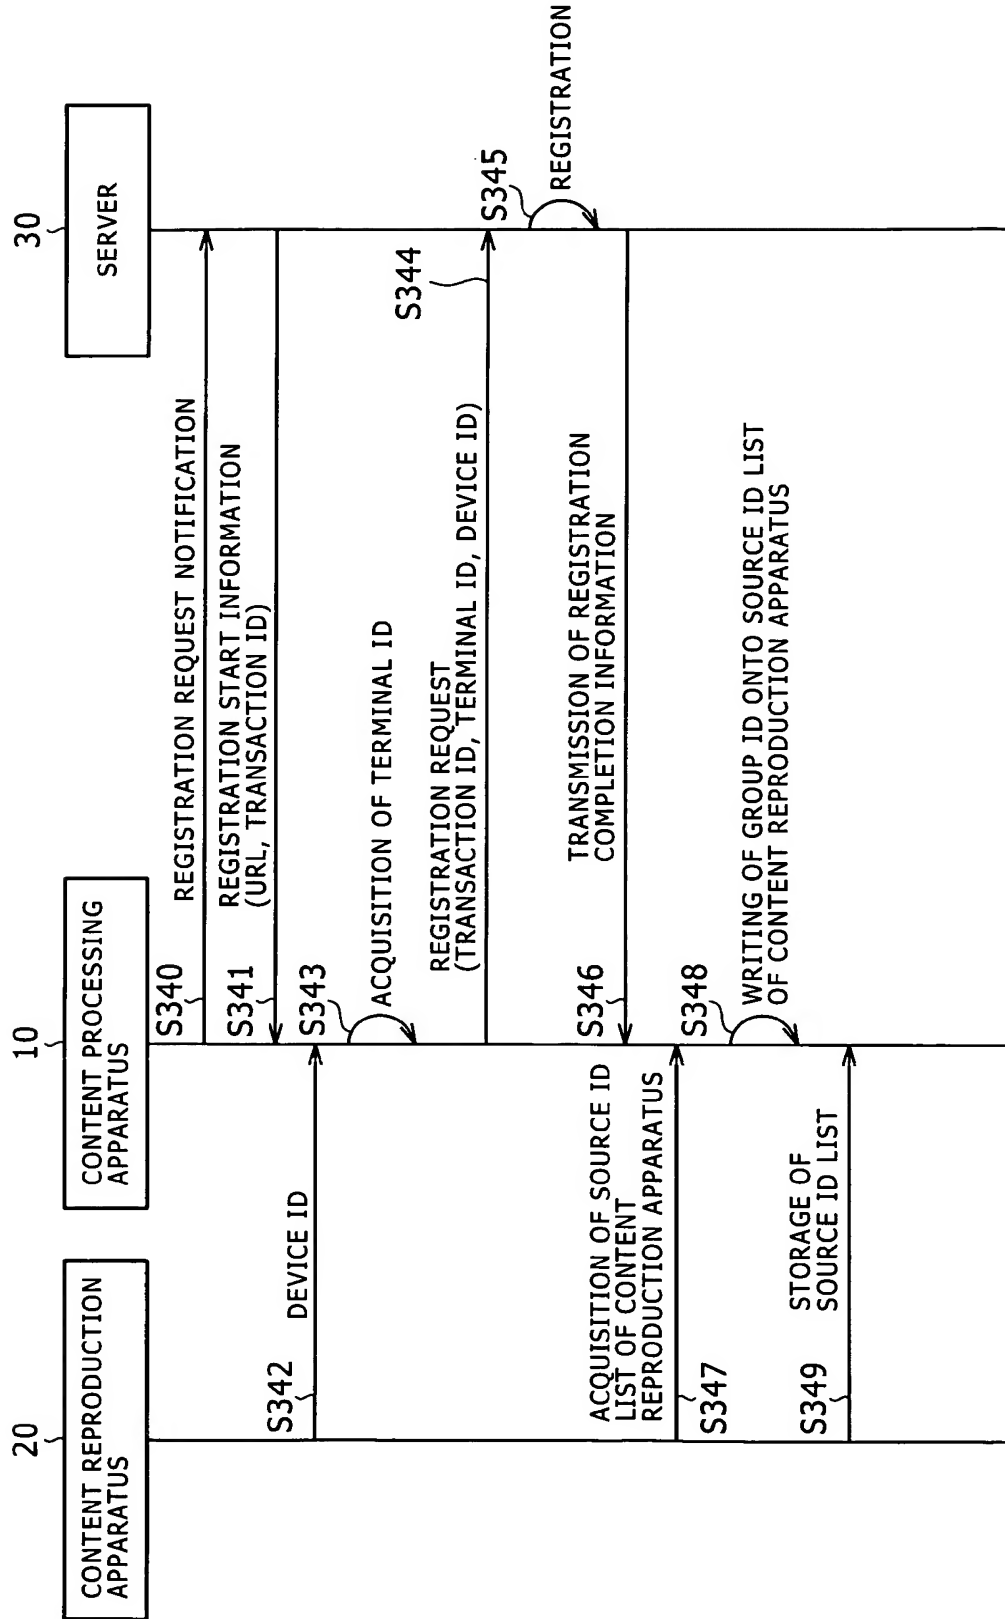 20
CONTENT REPRODUCTION
APPARATUS
10
CONTENT PROCESSING
APPARATUS
30
SERVER
S340
REGISTRATION REQUEST NOTIFICATION
S341
REGISTRATION START INFORMATION
(URL, TRANSACTION ID)
S342
DEVICE ID
S343
ACQUISITION OF TERMINAL ID
REGISTRATION REQUEST
(TRANSACTION ID, TERMINAL ID, DEVICE ID)
S344
S345
REGISTRATION
S346
TRANSMISSION OF REGISTRATION
COMPLETION INFORMATION
ACQUISITION OF SOURCE ID
LIST OF CONTENT
REPRODUCTION APPARATUS
S347
S348
WRITING OF GROUP ID ONTO SOURCE ID LIST
OF CONTENT REPRODUCTION APPARATUS
STORAGE OF
SOURCE ID LIST
S349